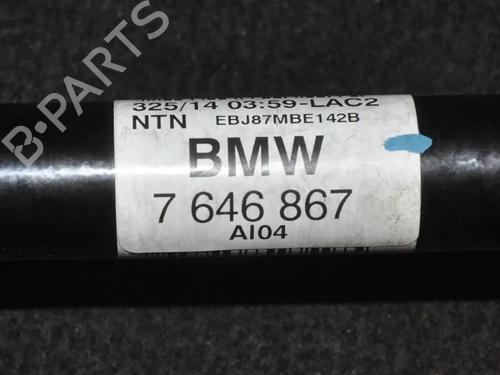 325/14 03:59-LAC2
NTN EBJ87MBE142B
BMW
7 646 867
AI04
B-PARTS